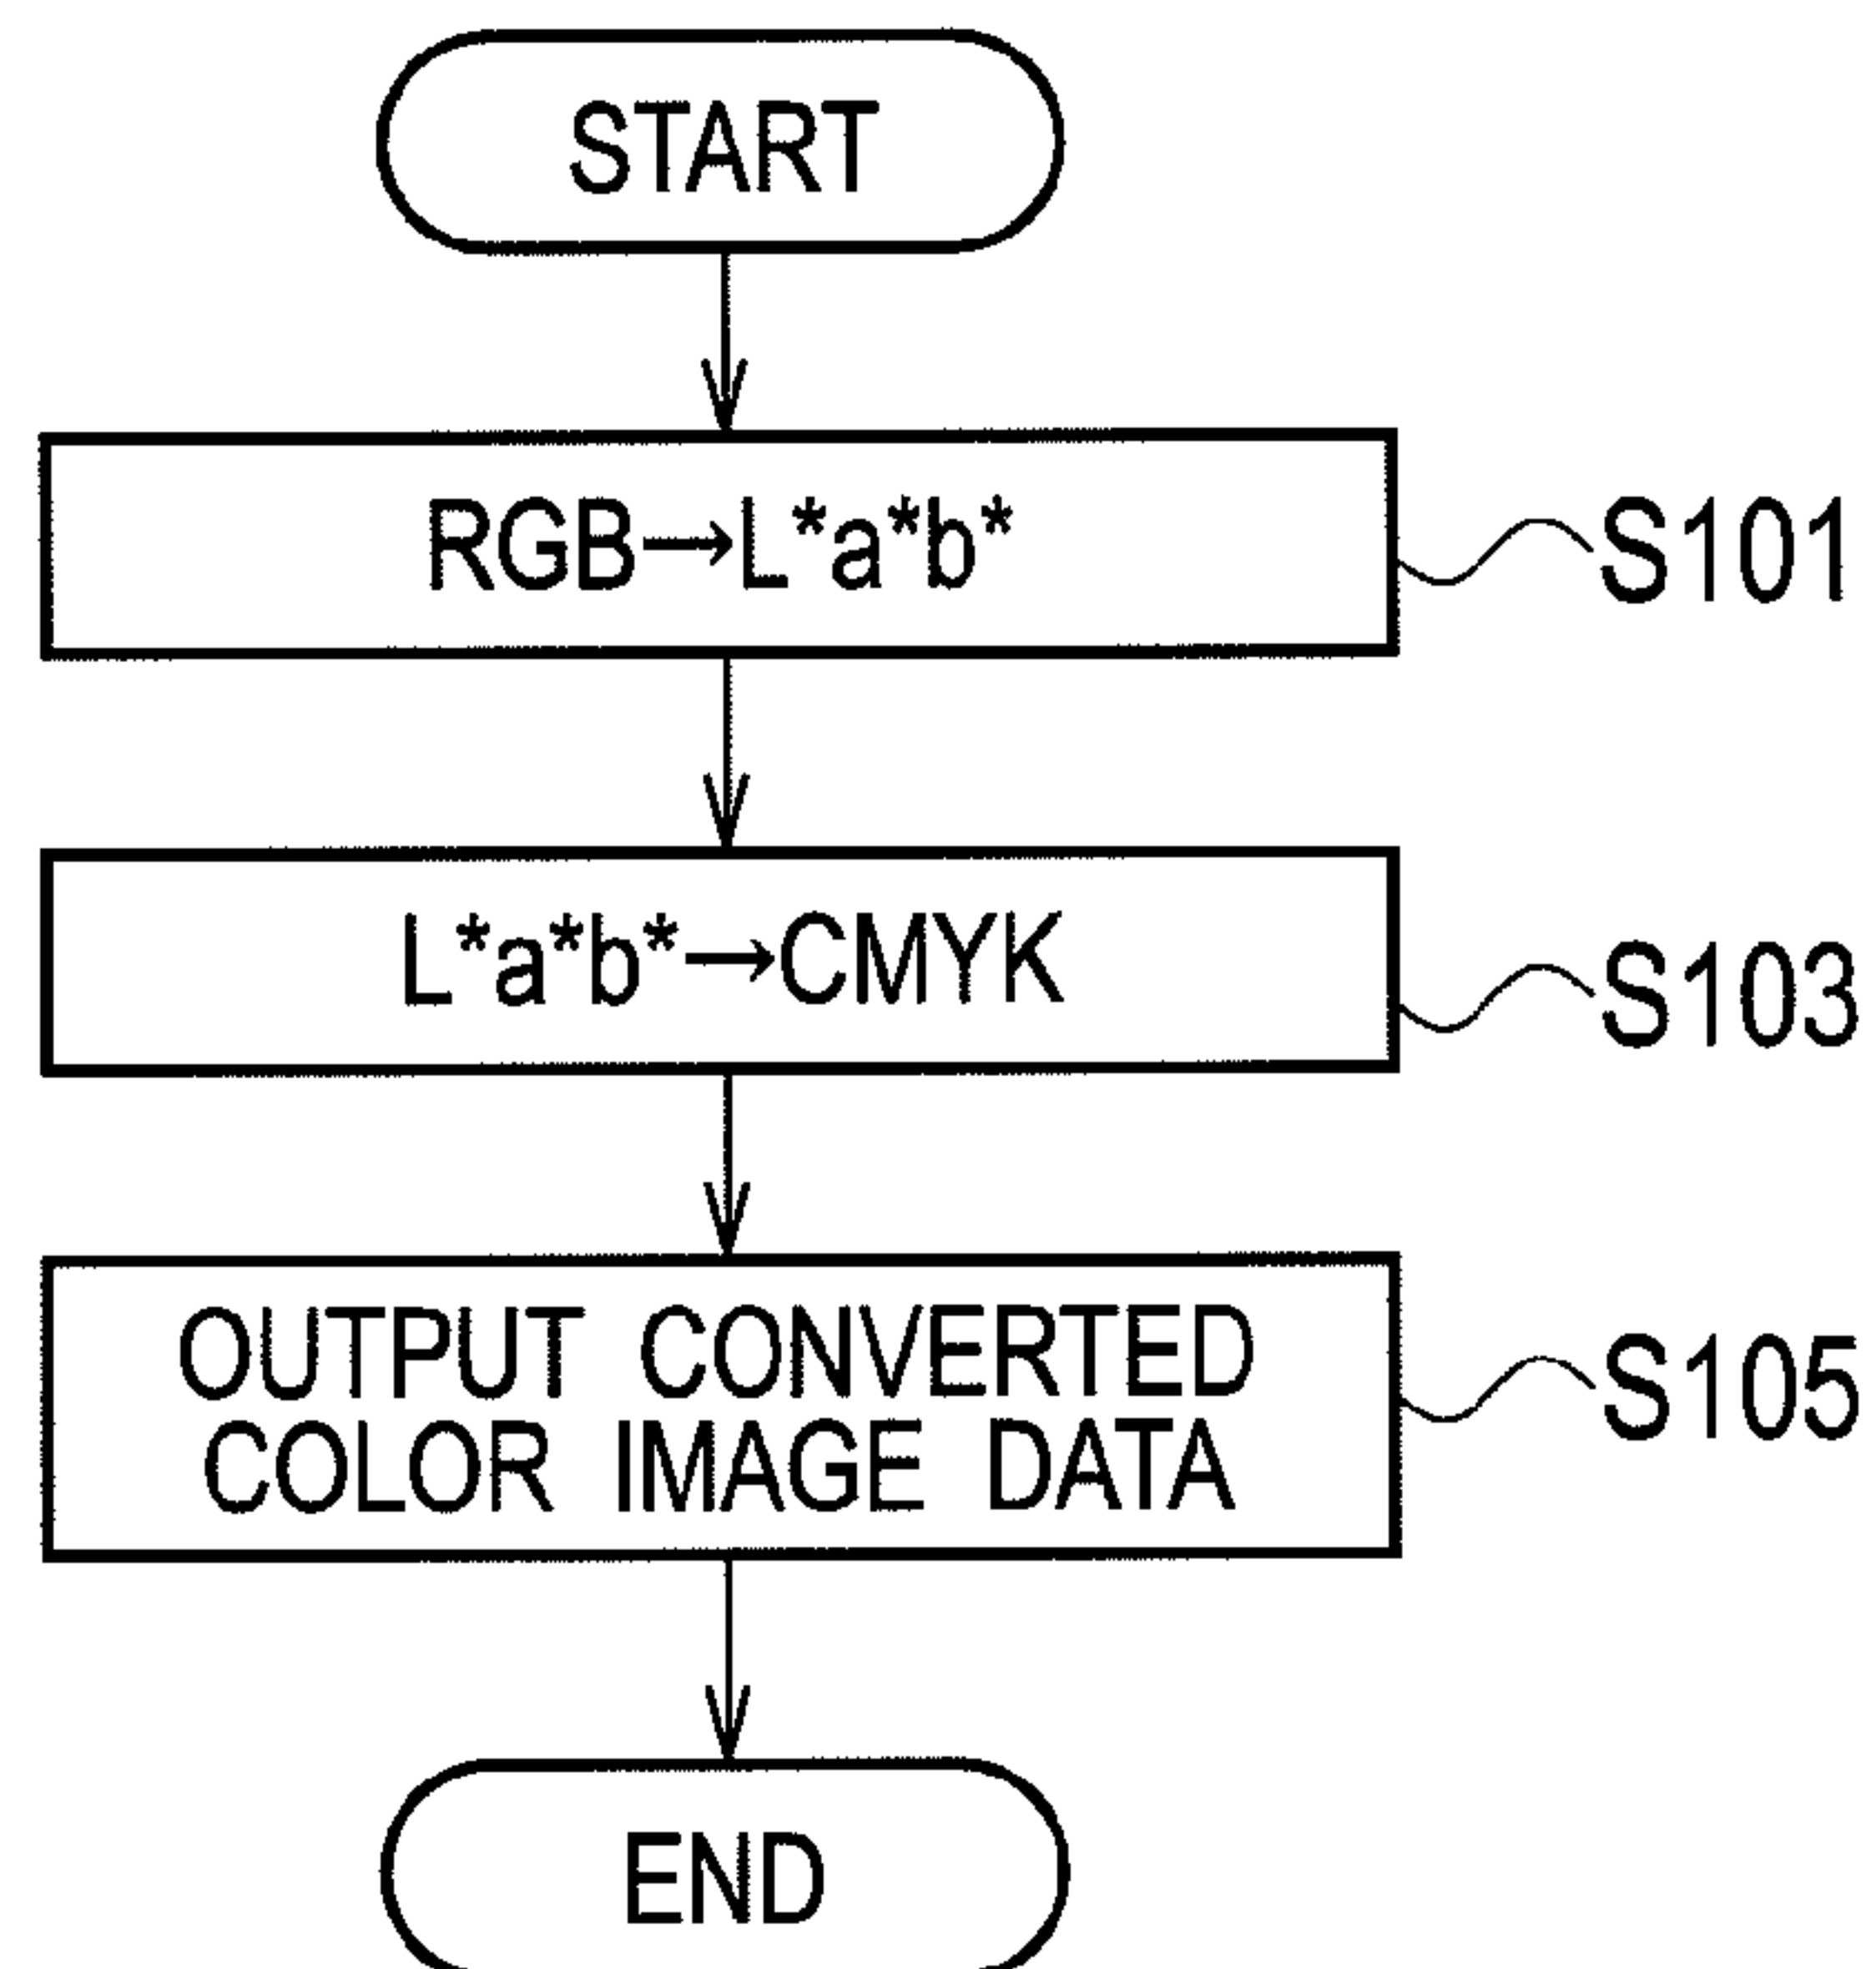 START
RGB→L*a*b*
S101
L*a*b*→CMYK
S103
OUTPUT CONVERTED
COLOR IMAGE DATA
S105
END